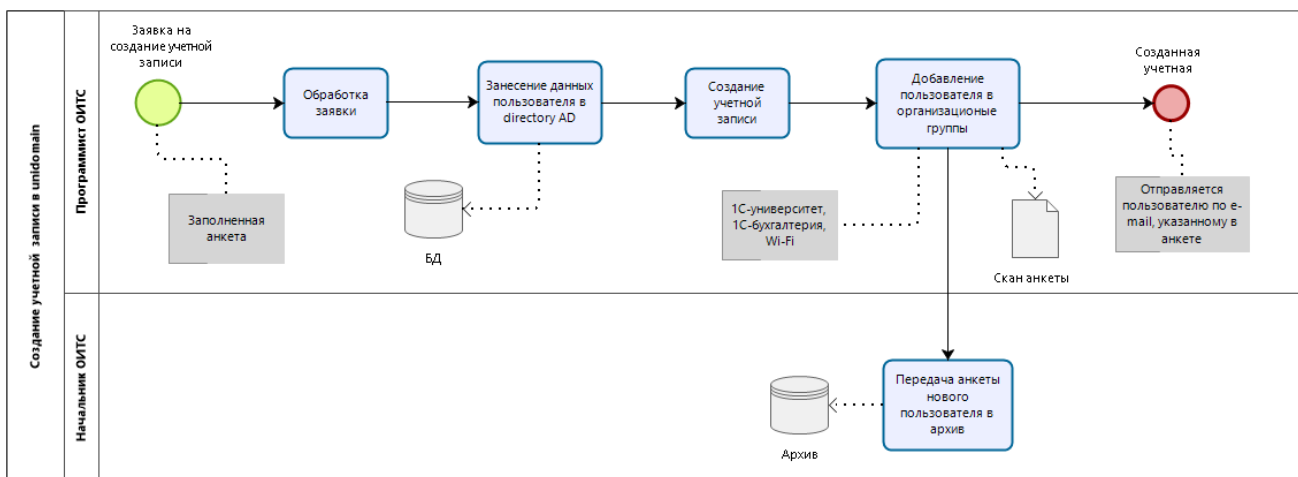 Создание учетной записи в unidomain
Программист ОИТС
Заявка на
создание учетной
записи
Обработка
заявки
Занесение данных
пользователя в
directory AD
Создание
учетной
записи
Добавление
пользователя в
организационые
группы
Созданная
учетная
Заполненная
анкета
БД
1С-университет,
1С-бухгалтерия,
Wi-Fi
Скан анкеты
Отправляется
пользователю по e-
mail, указанному в
анкете
Начальник ОИТС
Передача анкеты
нового
пользователя в
архив
Архив